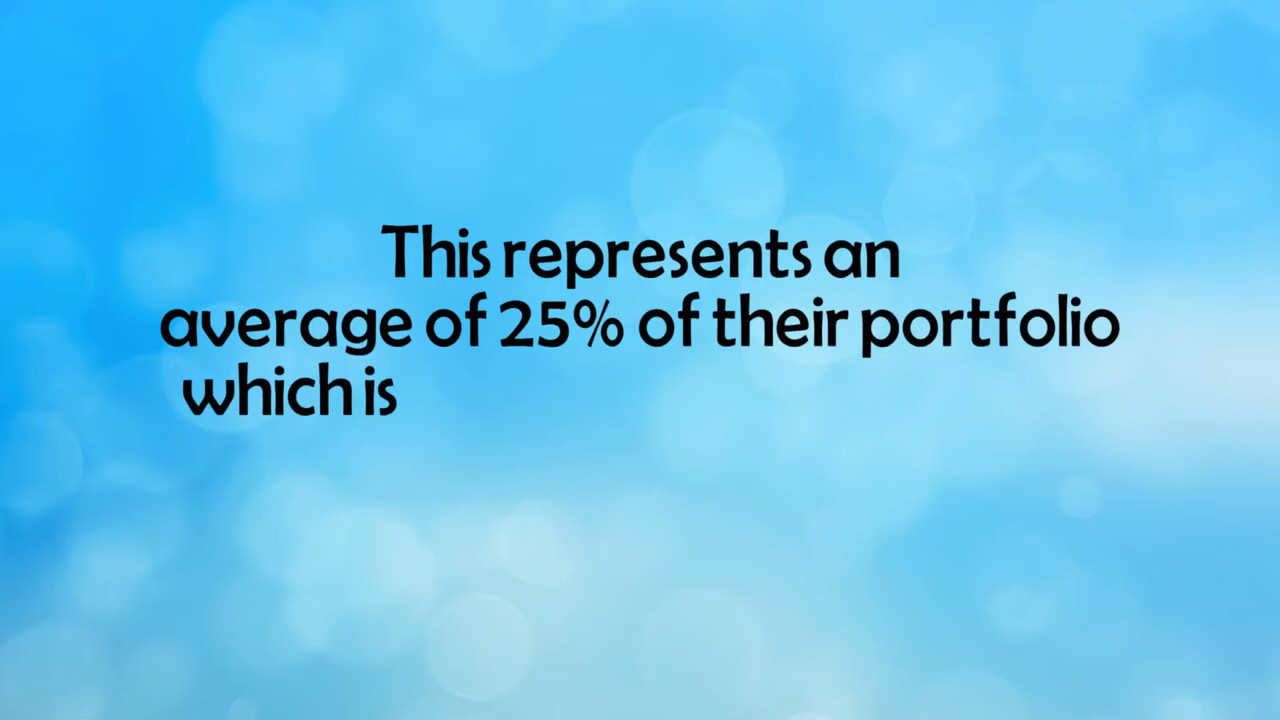 This represents an
average of 25% of their portfolio
which is